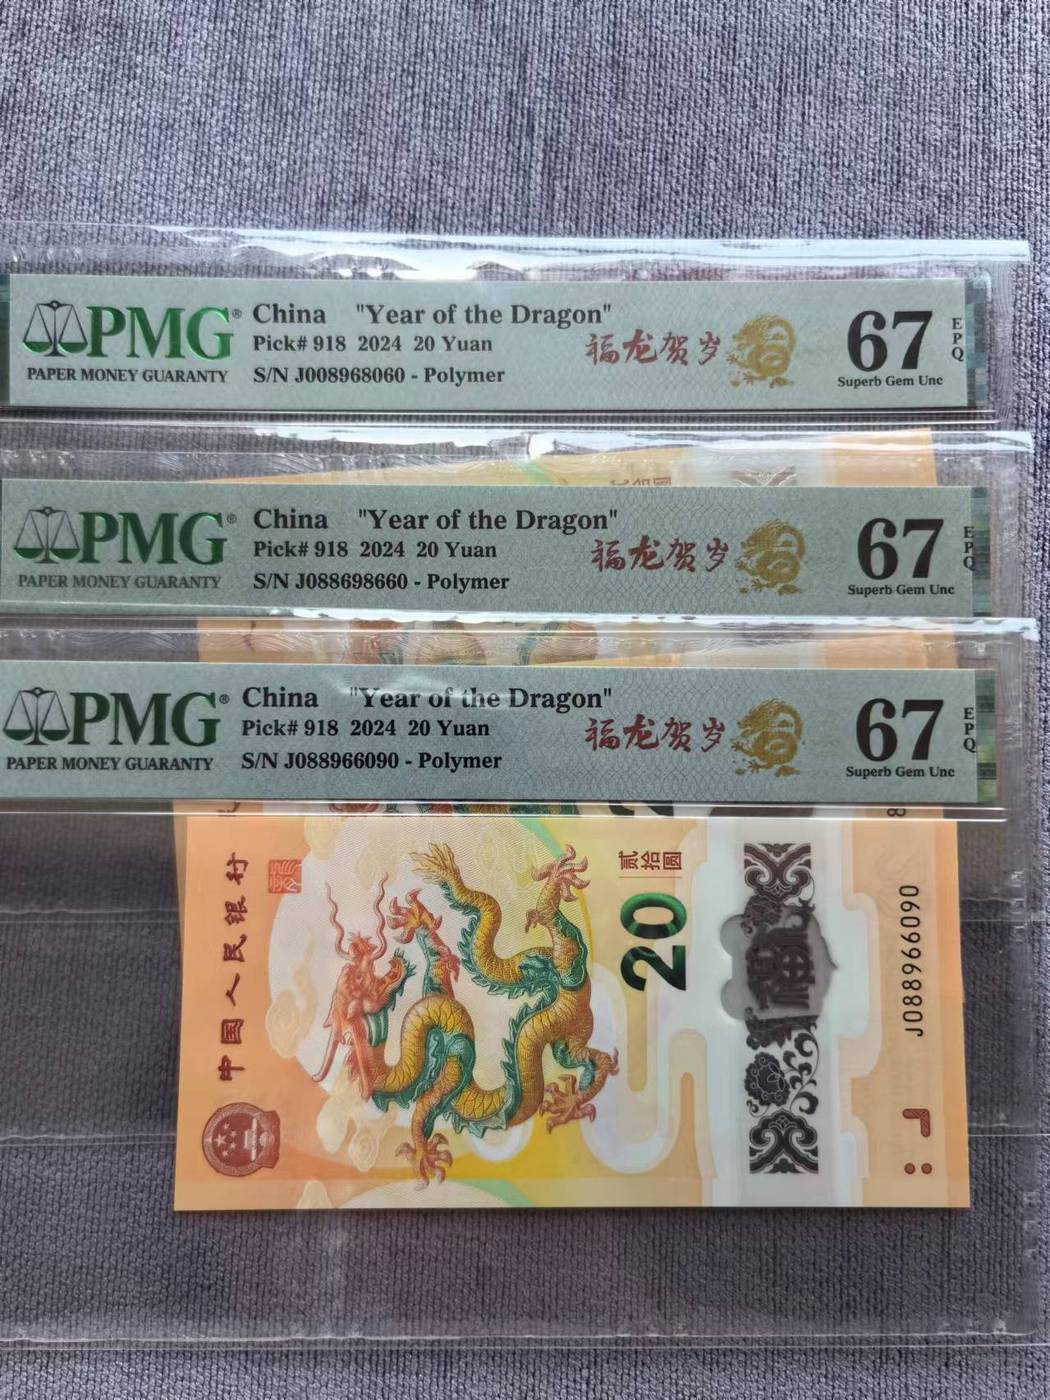 PMG®
PAPER MONEY GUARANTY
China "Year of the Dragon"
Pick# 918 2024 20 Yuan
S/N J008968060 - Polymer
福龙贺岁
67
EPQ
Superb Gem Unc
PMG®
PAPER MONEY GUARANTY
China "Year of the Dragon"
Pick# 918 2024 20 Yuan
S/N J088698660 - Polymer
福龙贺岁
67
EPQ
Superb Gem Unc
PMG®
PAPER MONEY GUARANTY
China "Year of the Dragon"
Pick# 918 2024 20 Yuan
S/N J088966090 - Polymer
福龙贺岁
67
EPQ
Superb Gem Unc
中国人民银行
贰拾圆
20
福
J088966090